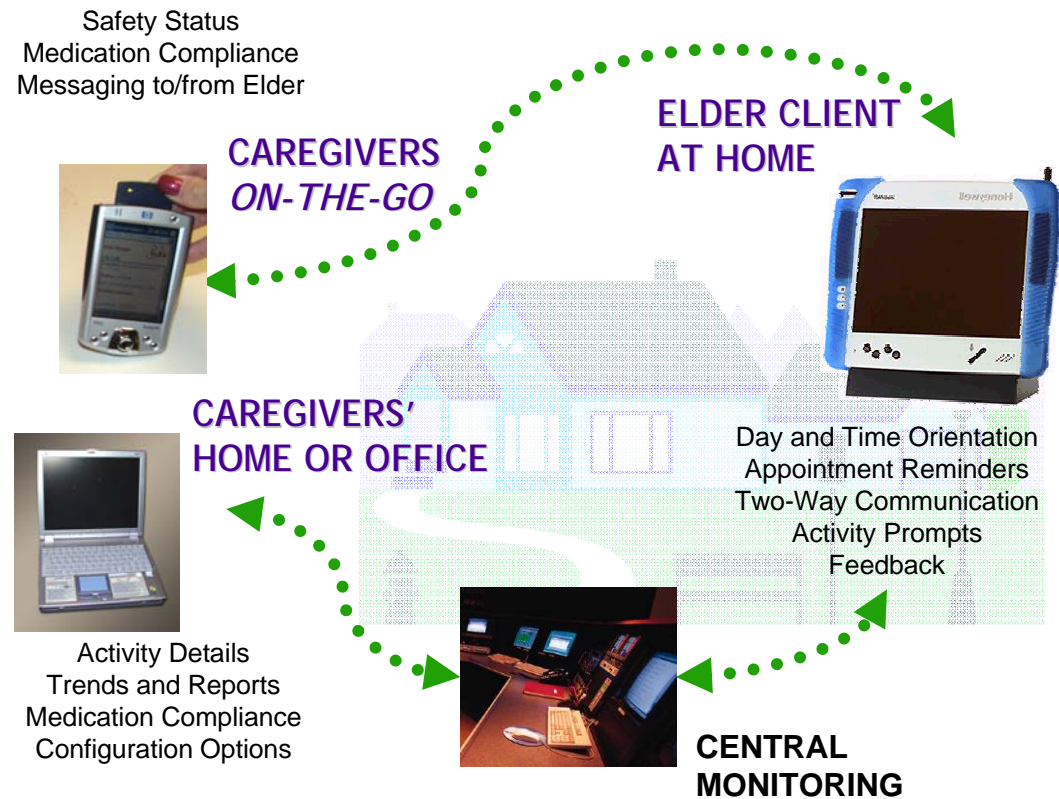 Safety Status
Medication Compliance
Messaging to/from Elder
CAREGIVERS
ON-THE-GO
ELDER CLIENT
AT HOME
Honeywell
hp
CAREGIVERS’
HOME OR OFFICE
Day and Time Orientation
Appointment Reminders
Two-Way Communication
Activity Prompts
Feedback
Activity Details
Trends and Reports
Medication Compliance
Configuration Options
CENTRAL
MONITORING